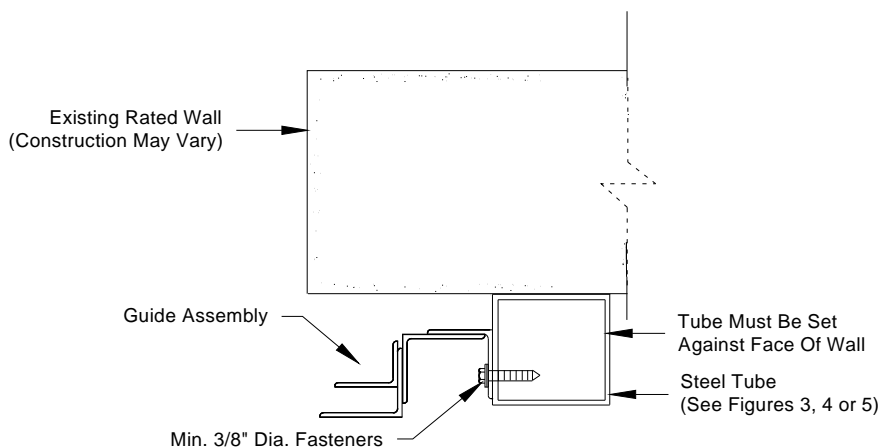 Existing Rated Wall
(Construction May Vary)
Guide Assembly
Tube Must Be Set
Against Face Of Wall
Steel Tube
(See Figures 3, 4 or 5)
Min. 3/8" Dia. Fasteners